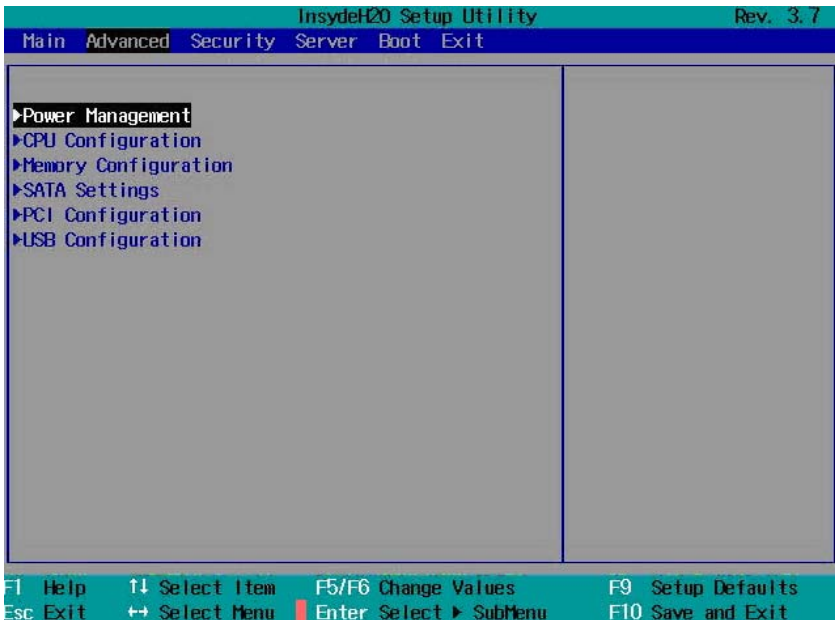 InsydeH20 Setup Utility Rev. 3.7
Main Advanced Security Server Boot Exit
▶Power Management
▶CPU Configuration
▶Memory Configuration
▶SATA Settings
▶PCI Configuration
▶USB Configuration
F1 Help ↑↓ Select Item F5/F6 Change Values F9 Setup Defaults
Esc Exit ↔ Select Menu Enter Select ▶ SubMenu F10 Save and Exit